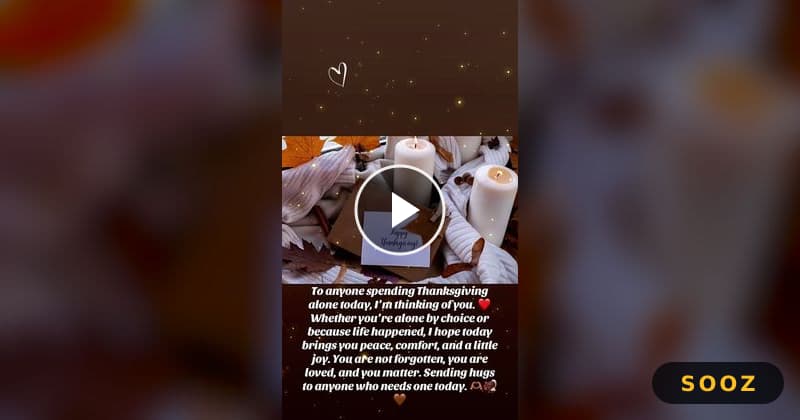 Happy
Thanksgiving!
To anyone spending Thanksgiving
alone today, I'm thinking of you. ❤️
Whether you're alone by choice or
because life happened, I hope today
brings you peace, comfort, and a little
joy. You are not forgotten, you are
loved, and you matter. Sending hugs
to anyone who needs one today.
SOOZ